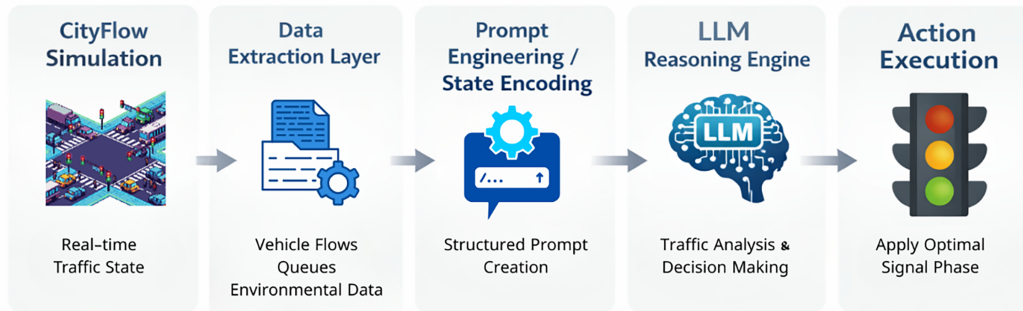 CityFlow
Simulation
Real-time
Traffic State
Data
Extraction Layer
Vehicle Flows
Queues
Environmental Data
Prompt
Engineering /
State Encoding
/...
Structured Prompt
Creation
LLM
Reasoning Engine
LLM
Traffic Analysis &
Decision Making
Action
Execution
Apply Optimal
Signal Phase